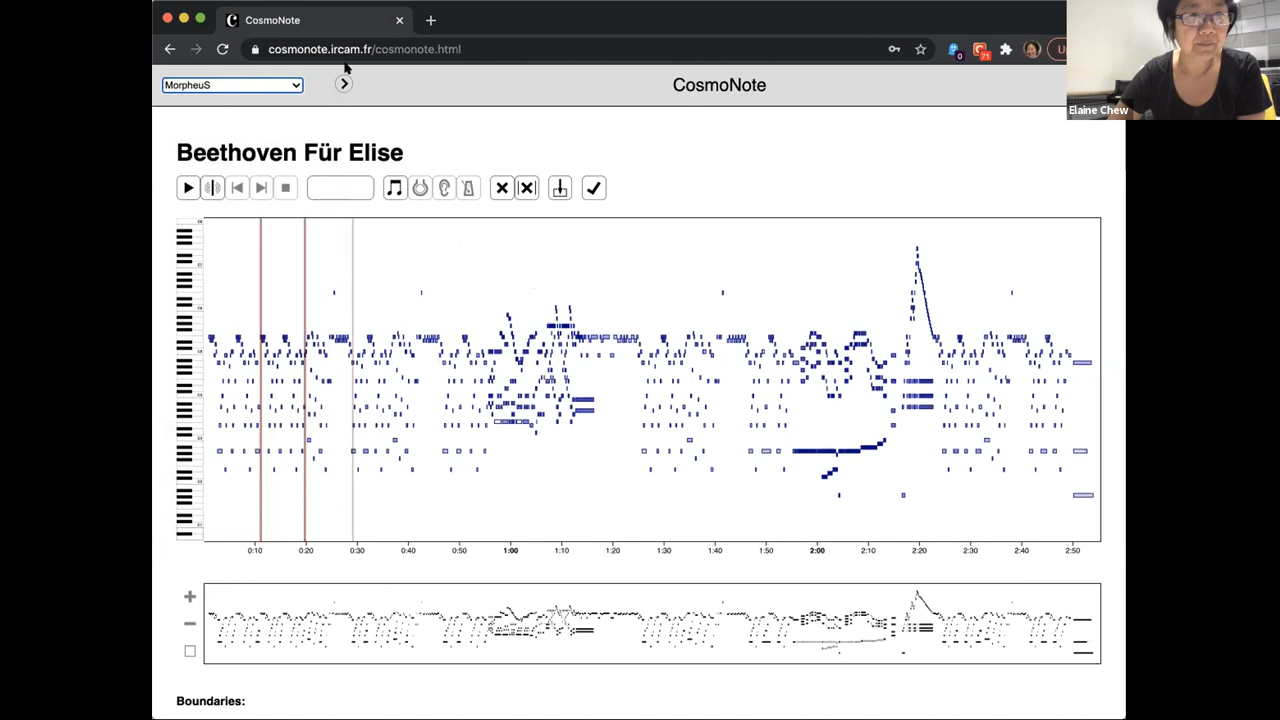 CosmoNote
cosmonote.ircam.fr/cosmonote.html
0
71
MorpheuS
CosmoNote
Elaine Chew
Beethoven Für Elise
0:10 0:20 0:30 0:40 0:50 1:00 1:10 1:20 1:30 1:40 1:50 2:00 2:10 2:20 2:30 2:40 2:50
Boundaries: